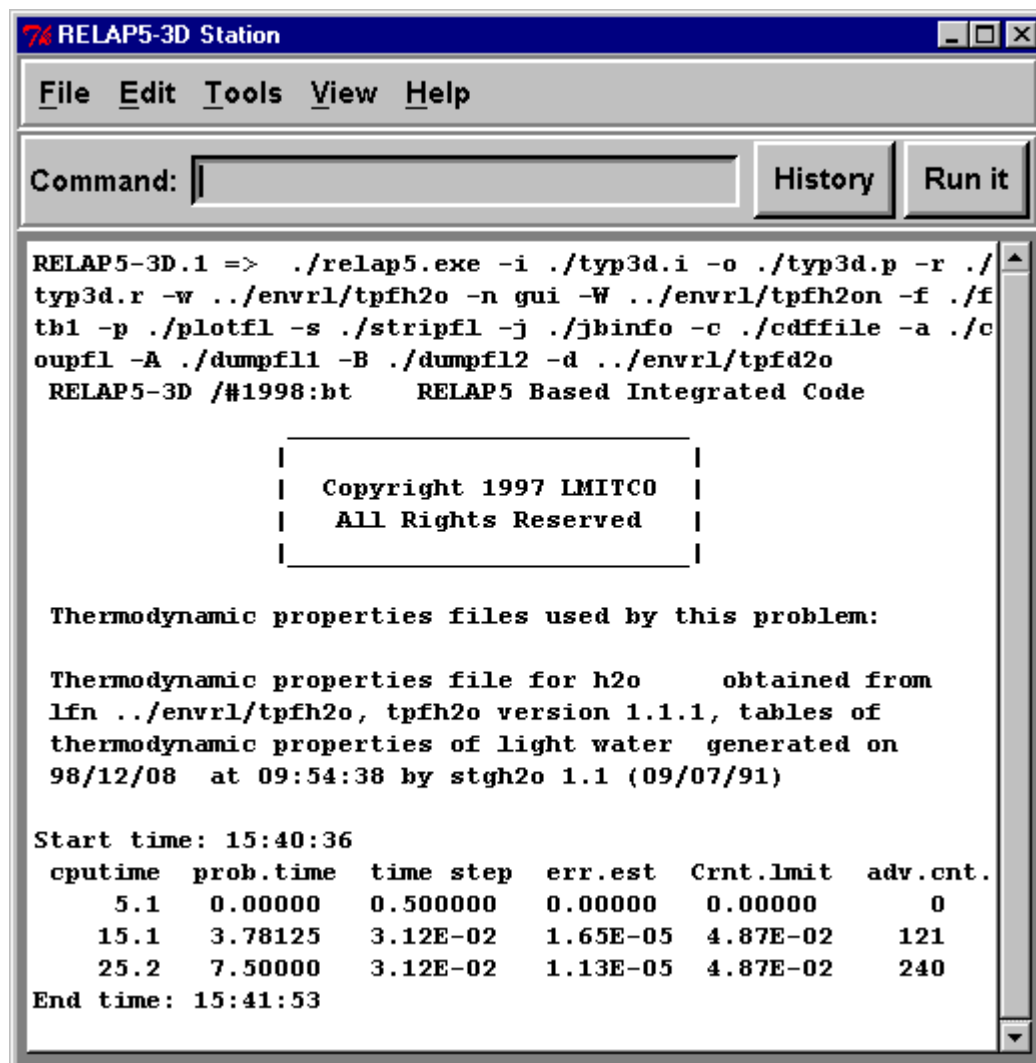 RELAP5-3D Station
File Edit Tools View Help
Command: History Run it
RELAP5-3D.1 => ./relap5.exe -i ./typ3d.i -o ./typ3d.p -r ./
typ3d.r -w ../envrl/tpfh2o -n gui -W ../envrl/tpfh2on -f ./f
tb1 -p ./plotfl -s ./stripfl -j ./jbinfo -c ./cdffile -a ./c
oupfl -A ./dumpfl1 -B ./dumpfl2 -d ../envrl/tpfd2o
RELAP5-3D /#1998:bt RELAP5 Based Integrated Code
Copyright 1997 LMITCO
All Rights Reserved
Thermodynamic properties files used by this problem:
Thermodynamic properties file for h2o obtained from
lfn ../envrl/tpfh2o, tpfh2o version 1.1.1, tables of
thermodynamic properties of light water generated on
98/12/08 at 09:54:38 by stgh2o 1.1 (09/07/91)
Start time: 15:40:36
cputime prob.time time step err.est Crnt.lmit adv.cnt.
5.1 0.00000 0.500000 0.00000 0.00000 0
15.1 3.78125 3.12E-02 1.65E-05 4.87E-02 121
25.2 7.50000 3.12E-02 1.13E-05 4.87E-02 240
End time: 15:41:53